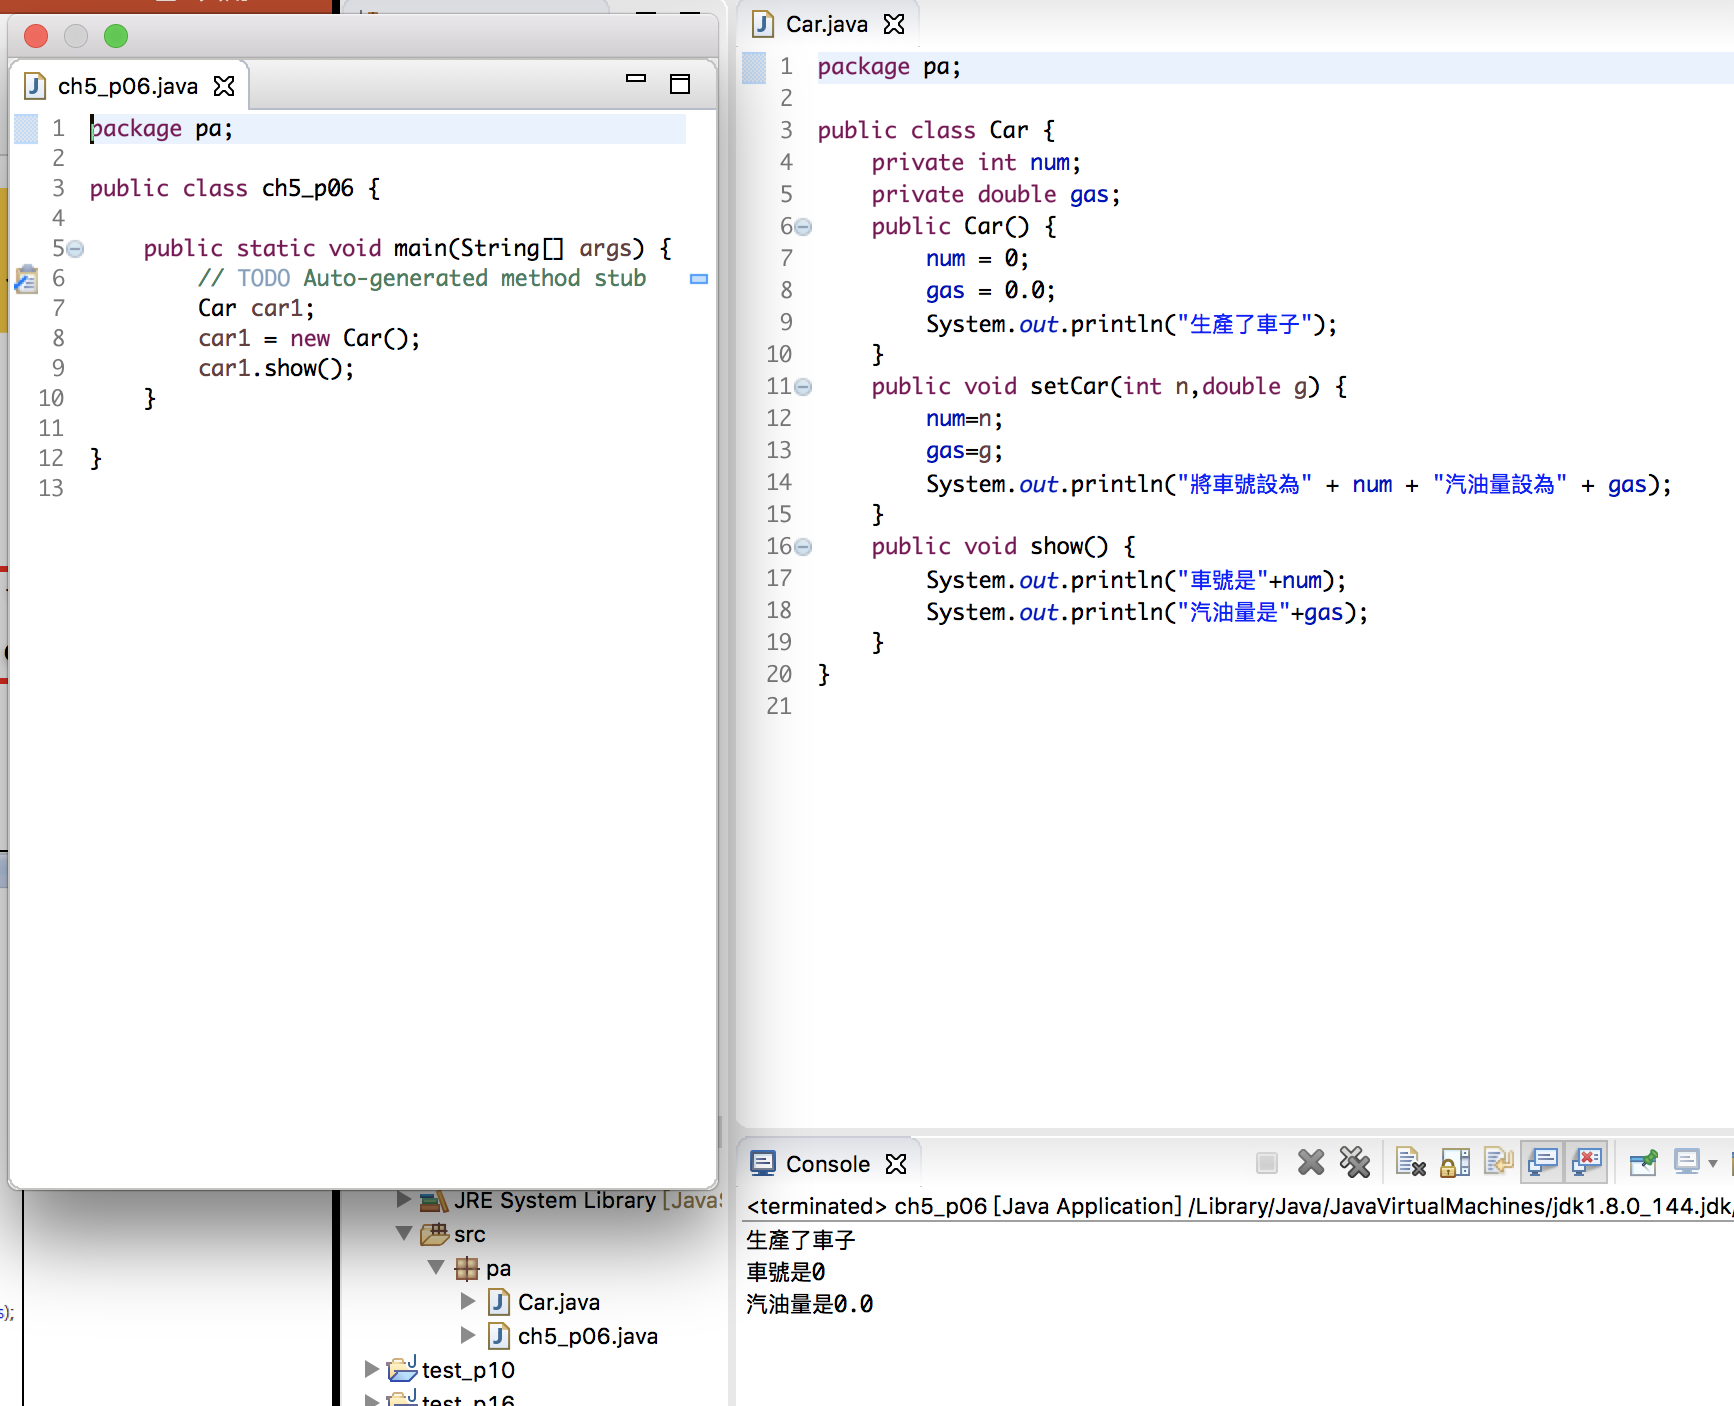 ch5_p06.java
1 package pa;
2
3 public class ch5_p06 {
4
5 public static void main(String[] args) {
6 // TODO Auto-generated method stub
7 Car car1;
8 car1 = new Car();
9 car1.show();
10 }
11
12 }
13
Car.java
1 package pa;
2
3 public class Car {
4 private int num;
5 private double gas;
6 public Car() {
7 num = 0;
8 gas = 0.0;
9 System.out.println("生產了車子");
10 }
11 public void setCar(int n,double g) {
12 num=n;
13 gas=g;
14 System.out.println("將車號設為" + num + "汽油量設為" + gas);
15 }
16 public void show() {
17 System.out.println("車號是"+num);
18 System.out.println("汽油量是"+gas);
19 }
20 }
21
s);
JRE System Library [JavaS
src
pa
Car.java
ch5_p06.java
test_p10
test_p16
Console
<terminated> ch5_p06 [Java Application] /Library/Java/JavaVirtualMachines/jdk1.8.0_144.jdk/
生產了車子
車號是0
汽油量是0.0